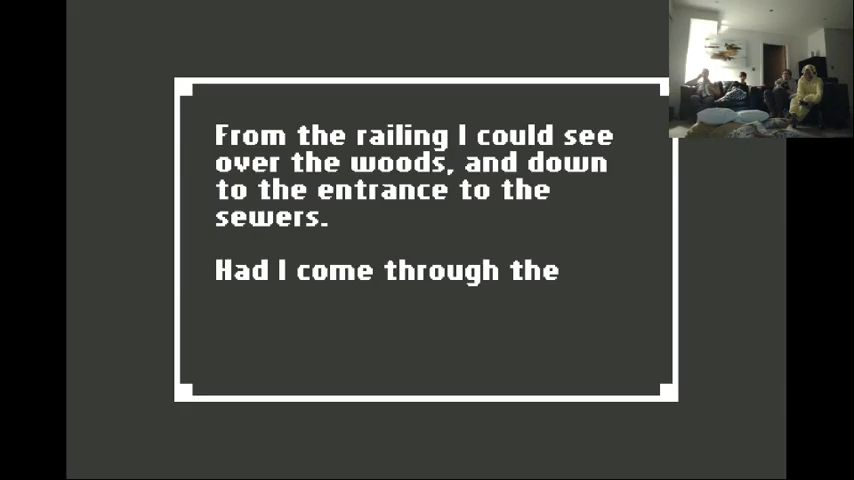 From the railing I could see
over the woods, and down
to the entrance to the
sewers.
Had I come through the